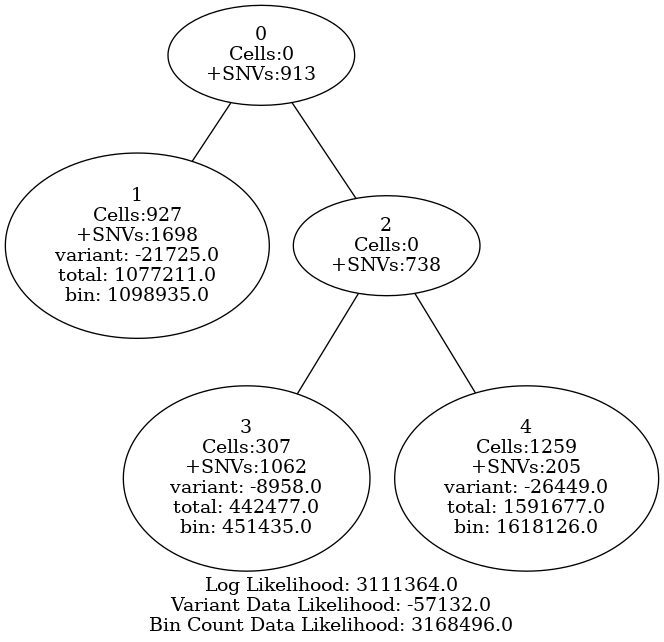 0
Cells:0
+SNVs:913
1
Cells:927
+SNVs:1698
variant: -21725.0
total: 1077211.0
bin: 1098935.0
2
Cells:0
+SNVs:738
3
Cells:307
+SNVs:1062
variant: -8958.0
total: 442477.0
bin: 451435.0
4
Cells:1259
+SNVs:205
variant: -26449.0
total: 1591677.0
bin: 1618126.0
Log Likelihood: 3111364.0
Variant Data Likelihood: -57132.0
Bin Count Data Likelihood: 3168496.0